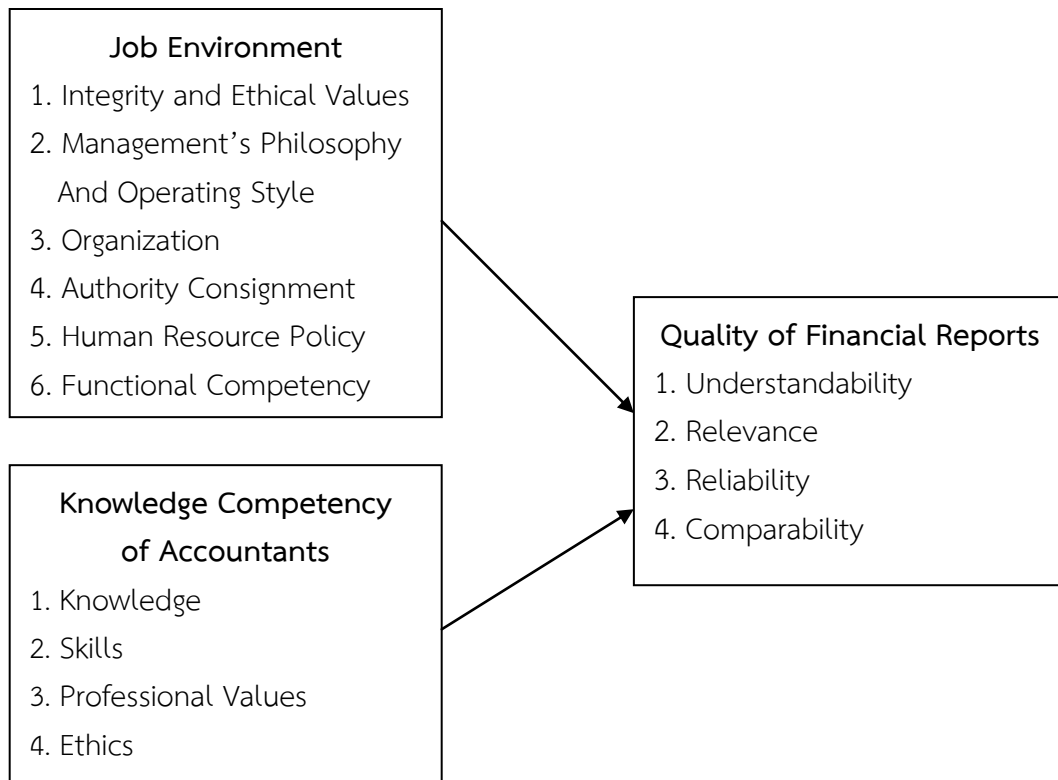 Job Environment
1. Integrity and Ethical Values
2. Management’s Philosophy
And Operating Style
3. Organization
4. Authority Consignment
5. Human Resource Policy
6. Functional Competency
Knowledge Competency
of Accountants
1. Knowledge
2. Skills
3. Professional Values
4. Ethics
Quality of Financial Reports
1. Understandability
2. Relevance
3. Reliability
4. Comparability